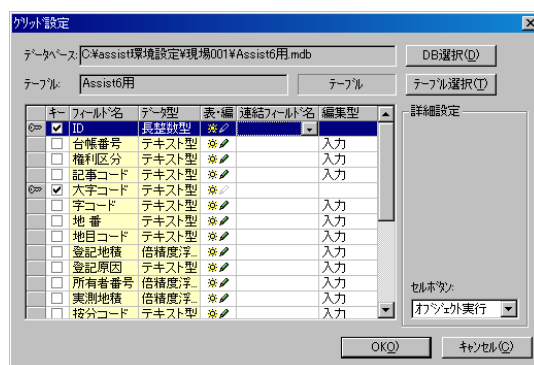 グリッド設定
データベース: C:¥assist環境設定¥現場001¥Assist6用.mdb DB選択(D)
テーブル: Assist6用 テーブル テーブル選択(T)
キー フィールド名 データ型 表・編 連結フィールド名 編集型 詳細設定
ID 長整数型
台帳番号 テキスト型 入力
権利区分 テキスト型 入力
記事コード テキスト型 入力
大字コード テキスト型
字コード テキスト型 入力
地番 テキスト型 入力
地目コード テキスト型 入力
登記地積 倍精度浮... 入力
登記原因 テキスト型 入力
所有者番号 倍精度浮... 入力
実測地積 倍精度浮... 入力
按分コード テキスト型 入力
セルボタン:
オブジェクト実行
OK(O) キャンセル(C)